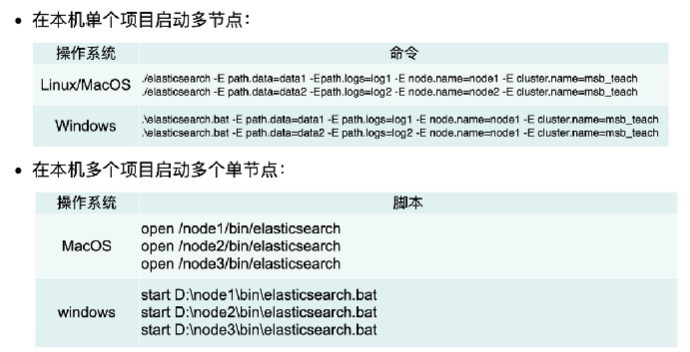 • 在本机单个项目启动多节点：
操作系统 命令
Linux/MacOS ./elasticsearch -E path.data=data1 -Epath.logs=log1 -E node.name=node1 -E cluster.name=msb_teach
./elasticsearch -E path.data=data2 -Epath.logs=log2 -E node.name=node2 -E cluster.name=msb_teach
Windows .\elasticsearch.bat -E path.data=data1 -E path.logs=log1 -E node.name=node1 -E cluster.name=msb_teach
.\elasticsearch.bat -E path.data=data2 -E path.logs=log2 -E node.name=node1 -E cluster.name=msb_teach
• 在本机多个项目启动多个单节点：
操作系统 脚本
MacOS open /node1/bin/elasticsearch
open /node2/bin/elasticsearch
open /node3/bin/elasticsearch
windows start D:\node1\bin\elasticsearch.bat
start D:\node2\bin\elasticsearch.bat
start D:\node3\bin\elasticsearch.bat